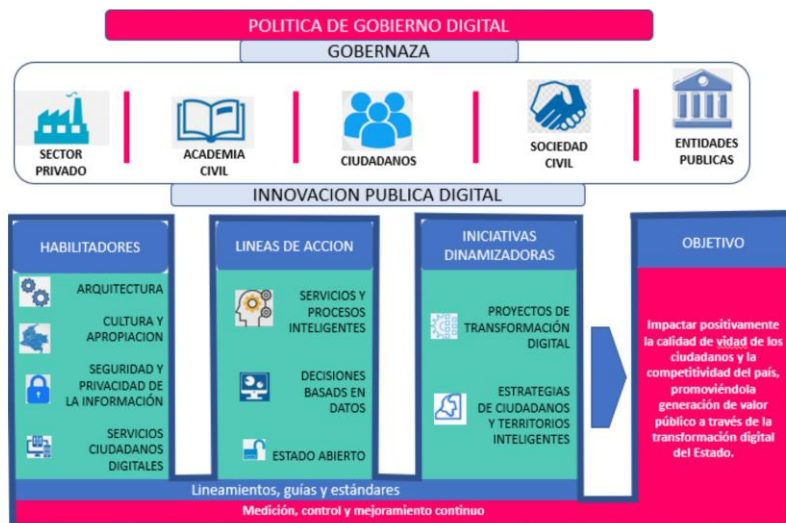 POLITICA DE GOBIERNO DIGITAL
GOBERNAZA
SECTOR
PRIVADO
ACADEMIA
CIVIL
CIUDADANOS
SOCIEDAD
CIVIL
ENTIDADES
PUBLICAS
INNOVACION PUBLICA DIGITAL
HABILITADORES
ARQUITECTURA
CULTURA Y
APROPIACION
SEGURIDAD Y
PRIVACIDAD DE
LA INFORMACIÓN
SERVICIOS
CIUDADANOS
DIGITALES
LINEAS DE ACCION
SERVICIOS Y
PROCESOS
INTELIGENTES
DECISIONES
BASADS EN
DATOS
ESTADO ABIERTO
INICIATIVAS
DINAMIZADORAS
PROYECTOS DE
TRANSFORMACIÓN
DIGITAL
ESTRATEGIAS
DE CIUDADANOS
Y TERRITORIOS
INTELIGENTES
OBJETIVO
Impactar positivamente
la calidad de vidad de los
ciudadanos y la
competitividad del país,
promoviéndola
generación de valor
público a través de la
transformación digital
del Estado.
Lineamientos, guías y estándares
Medición, control y mejoramiento continuo